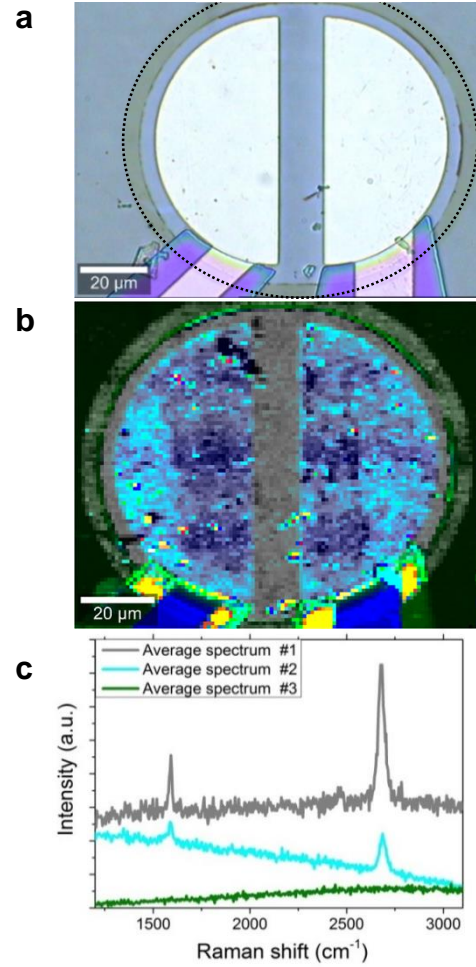 a
20 μm
b
20 μm
c
Average spectrum #1
Average spectrum #2
Average spectrum #3
Intensity (a.u.)
1500 2000 2500 3000
Raman shift (cm⁻¹)